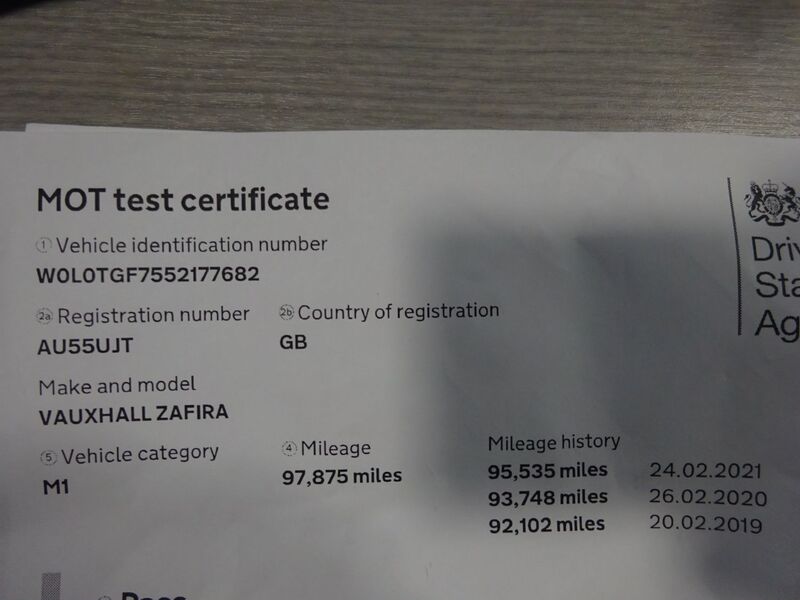 MOT test certificate
1 Vehicle identification number
W0L0TGF7552177682
2a Registration number
AU55UJT
2b Country of registration
GB
Make and model
VAUXHALL ZAFIRA
5 Vehicle category
M1
4 Mileage
97,875 miles
Mileage history
95,535 miles 24.02.2021
93,748 miles 26.02.2020
92,102 miles 20.02.2019
Driv
Sta
Ag
Pass